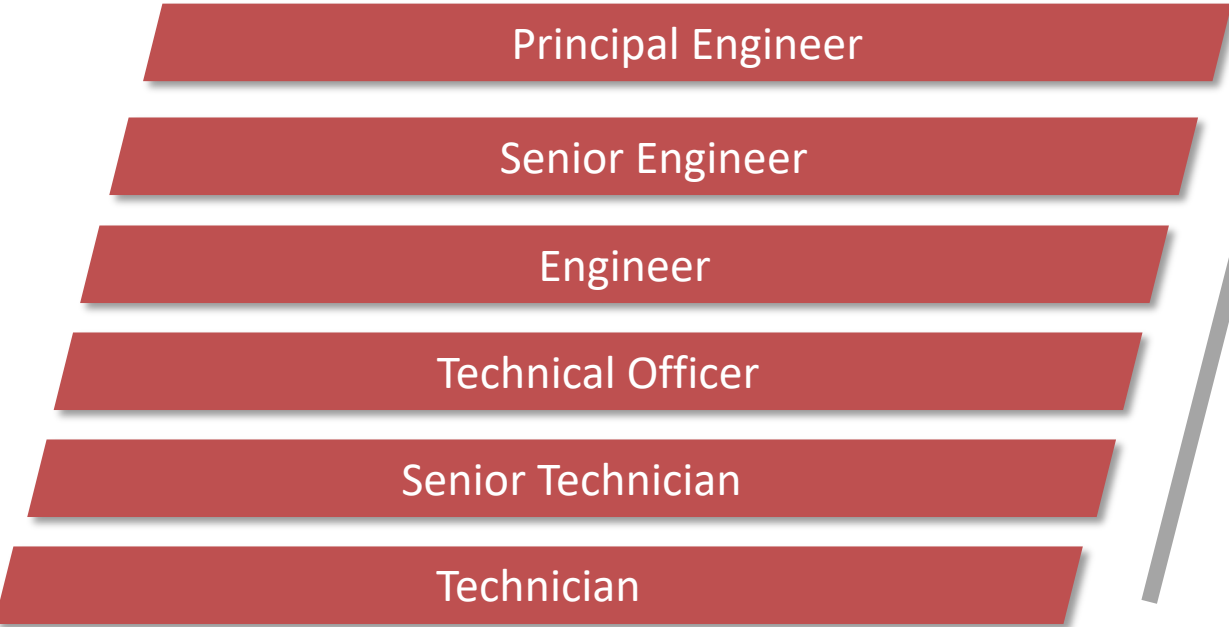 Principal Engineer
Senior Engineer
Engineer
Technical Officer
Senior Technician
Technician